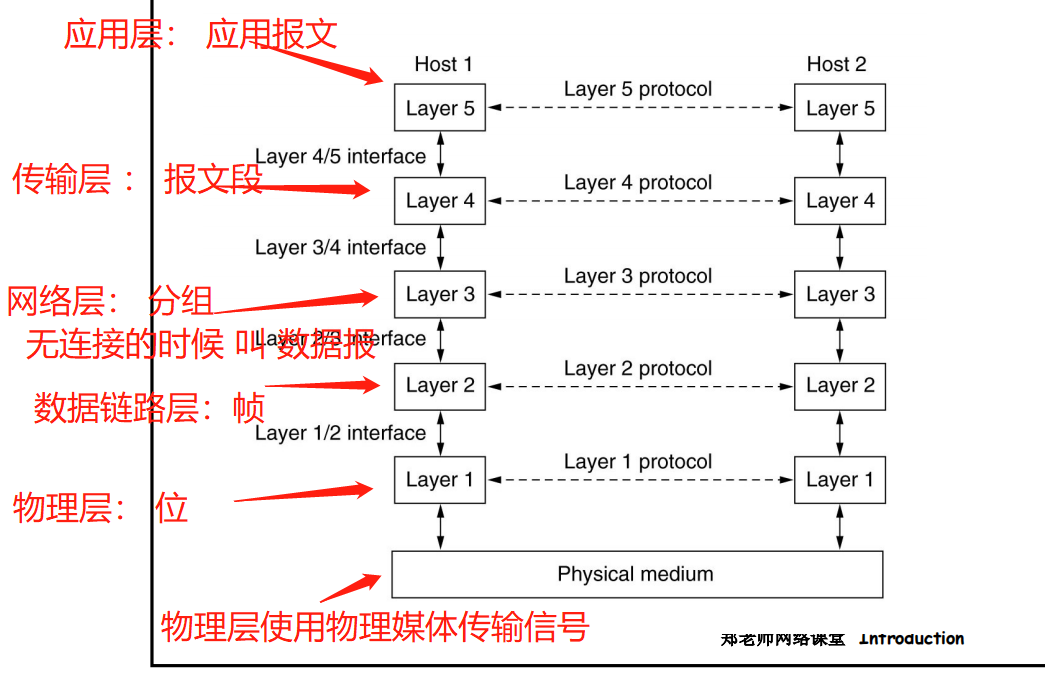 应用层： 应用报文
Host 1
Host 2
Layer 5 protocol
Layer 5
Layer 5
Layer 4/5 interface
传输层 ： 报文段
Layer 4 protocol
Layer 4
Layer 4
Layer 3/4 interface
网络层： 分组
Layer 3 protocol
Layer 3
Layer 3
无连接的时候 叫 数据报
Layer 2/3 interface
Layer 2 protocol
Layer 2
Layer 2
数据链路层：帧
Layer 1/2 interface
Layer 1 protocol
Layer 1
Layer 1
物理层： 位
Physical medium
物理层使用物理媒体传输信号
郑老师网络课堂 Introduction